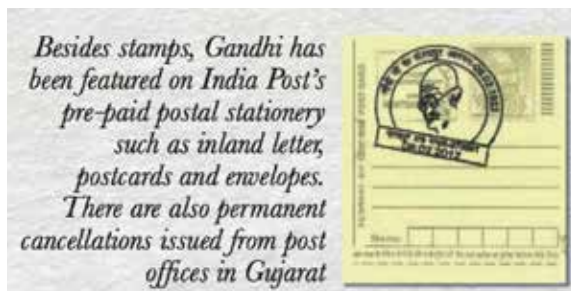 Besides stamps, Gandhi has
been featured on India Post's
pre-paid postal stationery
such as inland letter,
postcards and envelopes.
There are also permanent
cancellations issued from post
offices in Gujarat